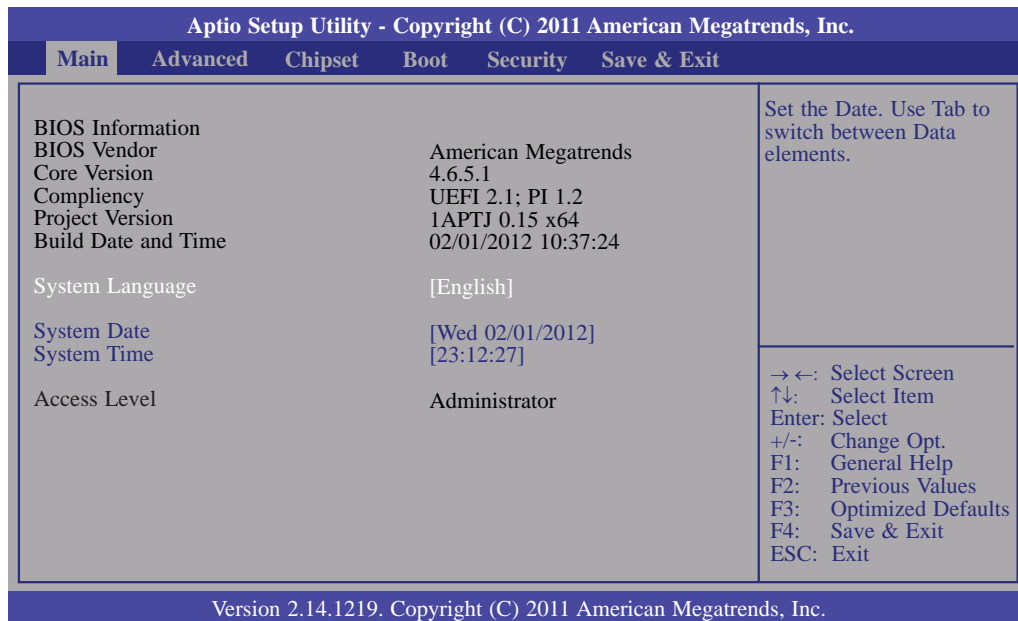 Aptio Setup Utility - Copyright (C) 2011 American Megatrends, Inc.
Main Advanced Chipset Boot Security Save & Exit
BIOS Information
BIOS Vendor American Megatrends
Core Version 4.6.5.1
Compliency UEFI 2.1; PI 1.2
Project Version 1APTJ 0.15 x64
Build Date and Time 02/01/2012 10:37:24
System Language [English]
System Date [Wed 02/01/2012]
System Time [23:12:27]
Access Level Administrator
Set the Date. Use Tab to
switch between Data
elements.
→ ←: Select Screen
↑↓: Select Item
Enter: Select
+/-: Change Opt.
F1: General Help
F2: Previous Values
F3: Optimized Defaults
F4: Save & Exit
ESC: Exit
Version 2.14.1219. Copyright (C) 2011 American Megatrends, Inc.